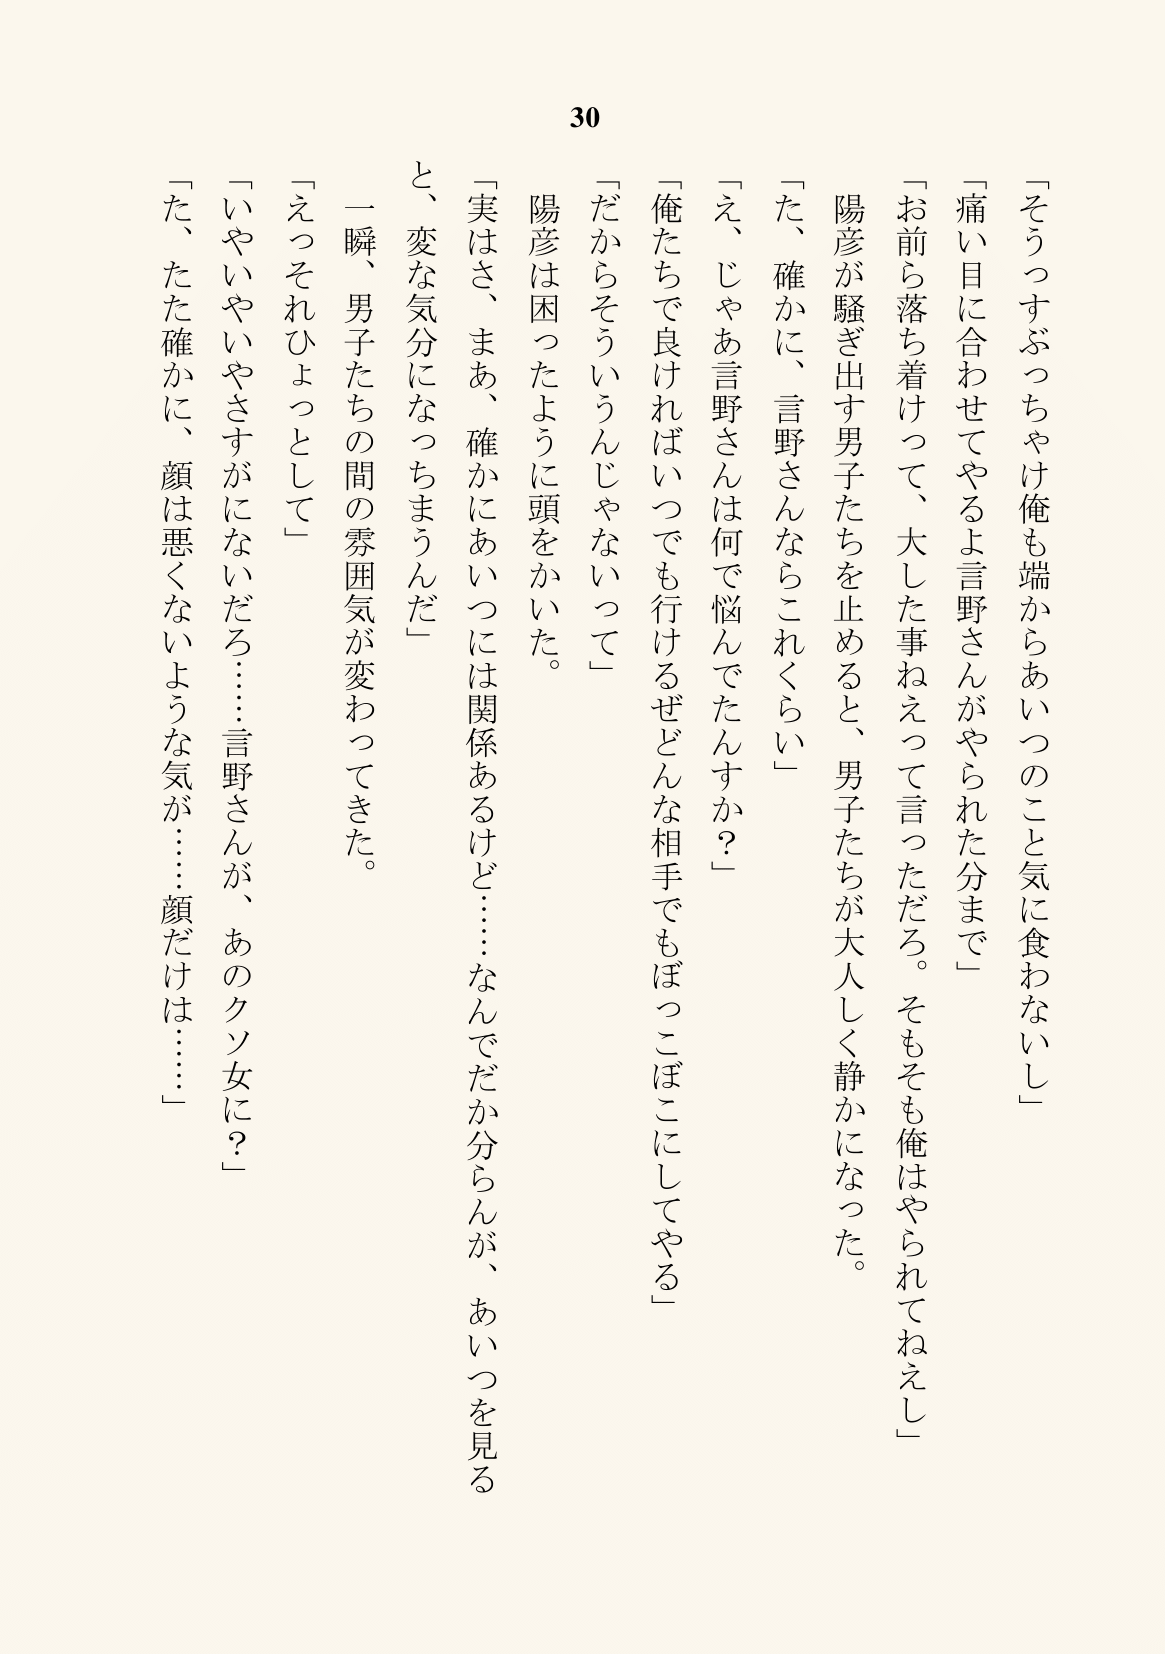 30
「そうっすぶっちゃけ俺も端からあいつのこと気に食わないし」
「痛い目に合わせてやるよ言野さんがやられた分まで」
「お前ら落ち着けって、大した事ねえって言っただろ。そもそも俺はやられてねえし」
　陽彦が騒ぎ出す男子たちを止めると、男子たちが大人しく静かになった。
「た、確かに、言野さんならこれくらい」
「え、じゃあ言野さんは何で悩んでたんすか？」
「俺たちで良ければいつでも行けるぜどんな相手でもぼっこぼこにしてやる」
「だからそういうんじゃないって」
　陽彦は困ったように頭をかいた。
「実はさ、まあ、確かにあいつには関係あるけど……なんでだか分らんが、あいつを見る
と、変な気分になっちまうんだ」
　一瞬、男子たちの間の雰囲気が変わってきた。
「えっそれひょっとして」
「いやいやいやさすがにないだろ……言野さんが、あのクソ女に？」
「た、たた確かに、顔は悪くないような気が……顔だけは……」